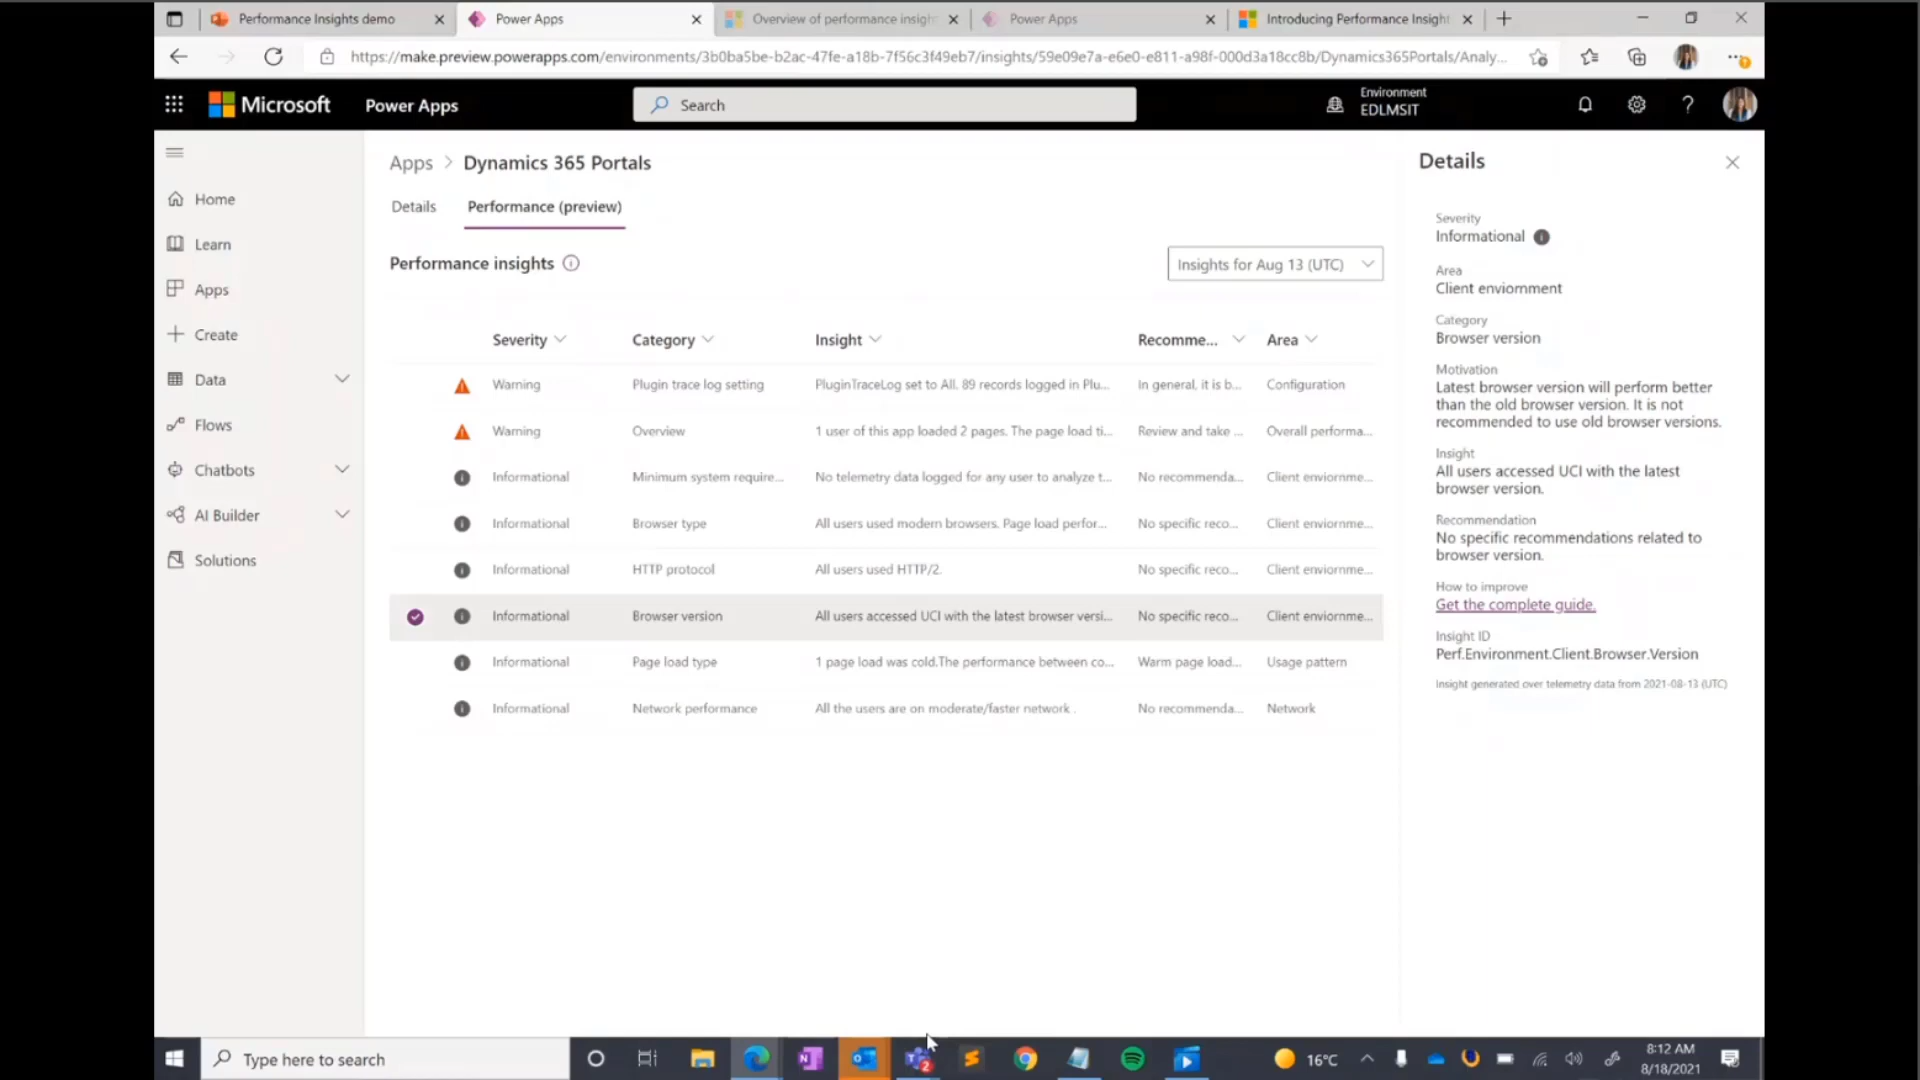 Performance Insights demo
Power Apps
Overview of performance insigh
Power Apps
Introducing Performance Insight
https://make.preview.powerapps.com/environments/3b0ba5be-b2ac-47fe-a18b-7f56c3f49eb7/insights/59e09e7a-e6e0-e811-a98f-000d3a18cc8b/Dynamics365Portals/Analy...
Microsoft
Power Apps
Search
Environment
EDLMSIT
Home
Learn
Apps
Create
Data
Flows
Chatbots
AI Builder
Solutions
Apps > Dynamics 365 Portals
Details
Performance (preview)
Performance insights
Insights for Aug 13 (UTC)
Severity Category Insight Recomme... Area
Warning Plugin trace log setting PluginTraceLog set to All. 89 records logged in Plu... In general, it is b... Configuration
Warning Overview 1 user of this app loaded 2 pages. The page load ti... Review and take ... Overall performa...
Informational Minimum system require... No telemetry data logged for any user to analyze t... No recommenda... Client enviornme...
Informational Browser type All users used modern browsers. Page load perfor... No specific reco... Client enviornme...
Informational HTTP protocol All users used HTTP/2. No specific reco... Client enviornme...
Informational Browser version All users accessed UCI with the latest browser versi... No specific reco... Client enviornme...
Informational Page load type 1 page load was cold.The performance between co... Warm page load... Usage pattern
Informational Network performance All the users are on moderate/faster network . No recommenda... Network
Details
Severity
Informational
Area
Client enviornment
Category
Browser version
Motivation
Latest browser version will perform better
than the old browser version. It is not
recommended to use old browser versions.
Insight
All users accessed UCI with the latest
browser version.
Recommendation
No specific recommendations related to
browser version.
How to improve
Get the complete guide.
Insight ID
Perf.Environment.Client.Browser.Version
Insight generated over telemetry data from 2021-08-13 (UTC)
Type here to search
2
16°C
8:12 AM
8/18/2021